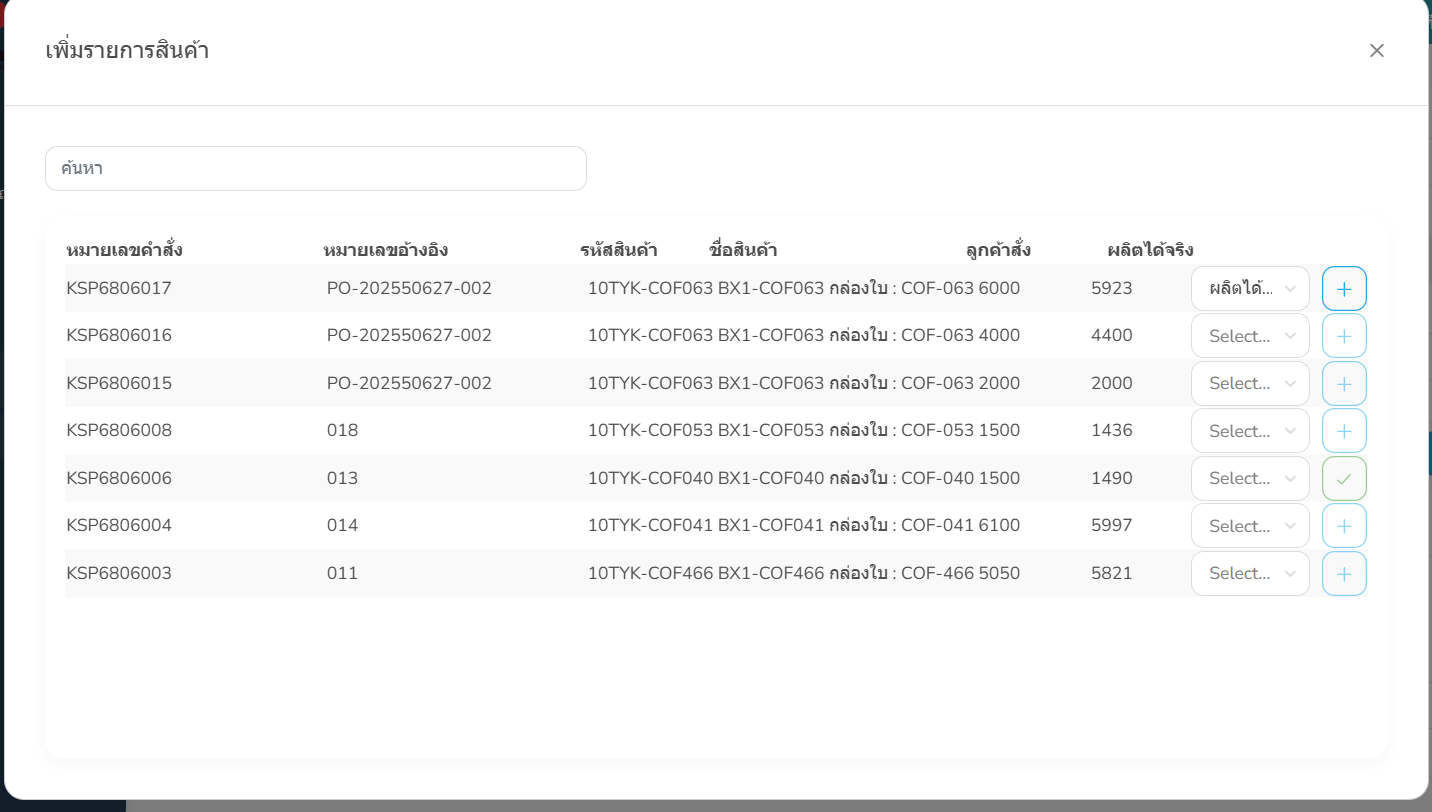 เพิ่มรายการสินค้า
ค้นหา
หมายเลขคำสั่ง หมายเลขอ้างอิง รหัสสินค้า ชื่อสินค้า ลูกค้าสั่ง ผลิตได้จริง
KSP6806017 PO-202550627-002 10TYK-COF063 BX1-COF063 กล่องใบ : COF-063 6000 5923 ผลิตได้...
KSP6806016 PO-202550627-002 10TYK-COF063 BX1-COF063 กล่องใบ : COF-063 4000 4400 Select...
KSP6806015 PO-202550627-002 10TYK-COF063 BX1-COF063 กล่องใบ : COF-063 2000 2000 Select...
KSP6806008 018 10TYK-COF053 BX1-COF053 กล่องใบ : COF-053 1500 1436 Select...
KSP6806006 013 10TYK-COF040 BX1-COF040 กล่องใบ : COF-040 1500 1490 Select...
KSP6806004 014 10TYK-COF041 BX1-COF041 กล่องใบ : COF-041 6100 5997 Select...
KSP6806003 011 10TYK-COF466 BX1-COF466 กล่องใบ : COF-466 5050 5821 Select...